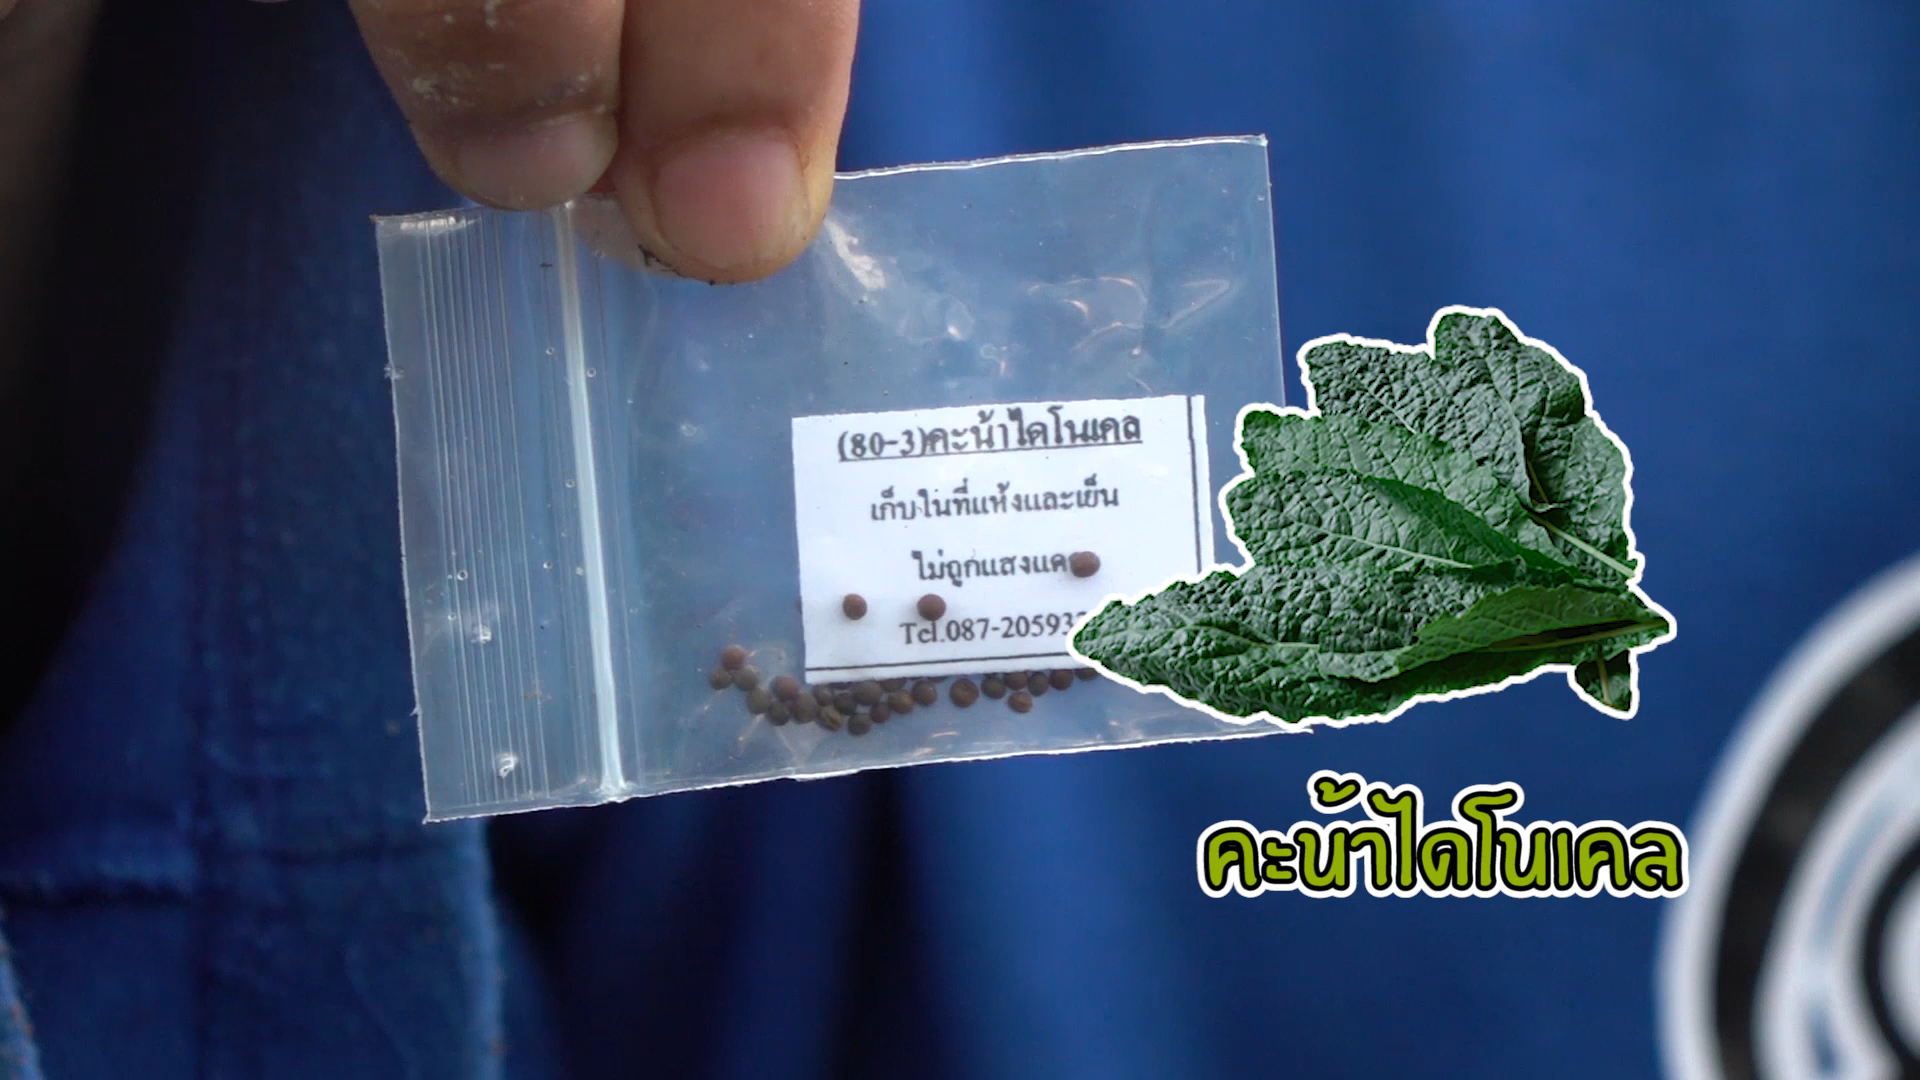 (80-3)คะน้าไดโนเคล
เก็บในที่แห้งและเย็น
ไม่ถูกแสงแด
Tel.087-205932
คะน้าไดโนเคล